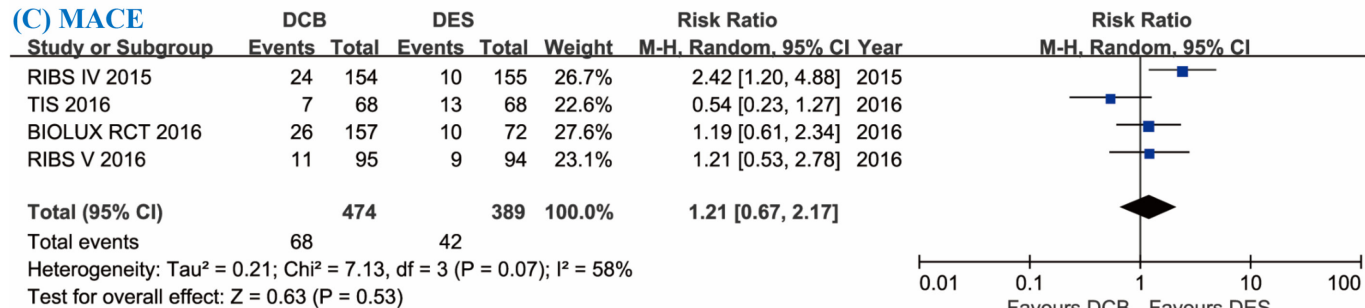 (C) MACE DCB DES Risk Ratio Risk Ratio
Study or Subgroup Events Total Events Total Weight M-H, Random, 95% CI Year M-H, Random, 95% CI
RIBS IV 2015 24 154 10 155 26.7% 2.42 [1.20, 4.88] 2015
TIS 2016 7 68 13 68 22.6% 0.54 [0.23, 1.27] 2016
BIOLUX RCT 2016 26 157 10 72 27.6% 1.19 [0.61, 2.34] 2016
RIBS V 2016 11 95 9 94 23.1% 1.21 [0.53, 2.78] 2016
Total (95% CI) 474 389 100.0% 1.21 [0.67, 2.17]
Total events 68 42
Heterogeneity: Tau² = 0.21; Chi² = 7.13, df = 3 (P = 0.07); I² = 58%
Test for overall effect: Z = 0.63 (P = 0.53)
0.01 0.1 1 10 100
Favours DCB Favours DES